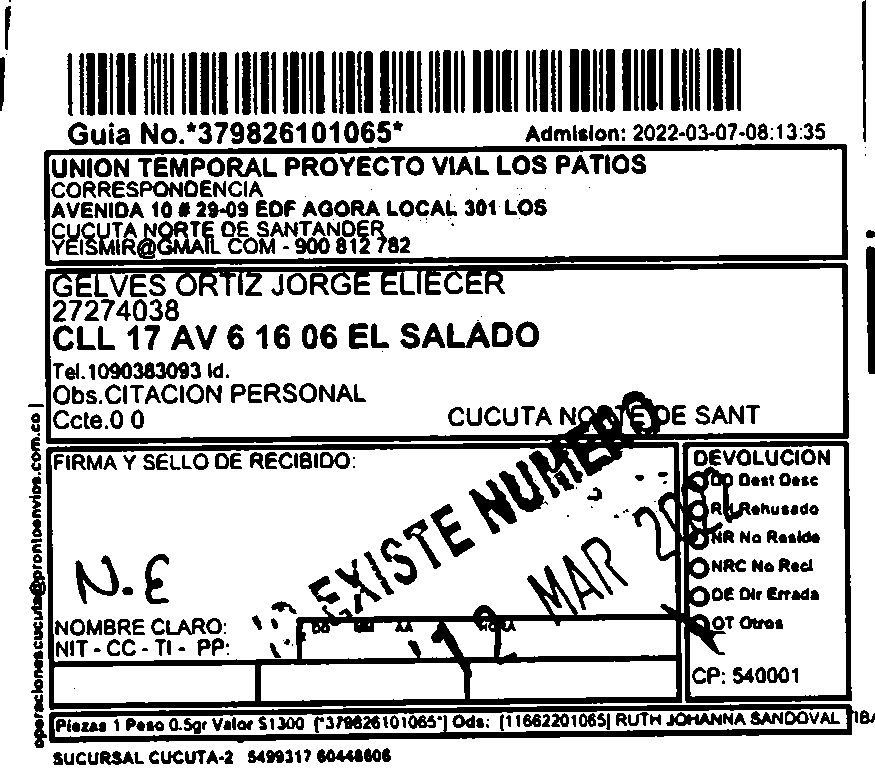 Guia No.*379826101065*
Admision: 2022-03-07-08:13:35
UNION TEMPORAL PROYECTO VIAL LOS PATIOS
CORRESPONDENCIA
AVENIDA 10 # 29-09 EDF AGORA LOCAL 301 LOS
CUCUTA NORTE DE SANTANDER
YEISMIR@GMAIL COM - 900 812 782
GELVES ORTIZ JORGE ELIECER
27274038
CLL 17 AV 6 16 06 EL SALADO
Tel.1090383093 Id.
Obs.CITACION PERSONAL
Ccte.0 0
CUCUTA NORTE DE SANT
FIRMA Y SELLO DE RECIBIDO:
EXISTE NUMERO
MAR
N.E
NOMBRE CLARO:
NIT - CC - TI - PP:
DEVOLUCION
DD Dest Desc
RH Rehusado
NR No Reside
NRC No Recl
DE Dir Errada
OT Otros
CP: 540001
Piezas 1 Peso 0.5gr Valor $1300 (*379826101065*) Ods: [11662201065] RUTH JOHANNA SANDOVAL
SUCURSAL CUCUTA-2 5499317 60448606
operacionescucuta@prontoenvios.com.co